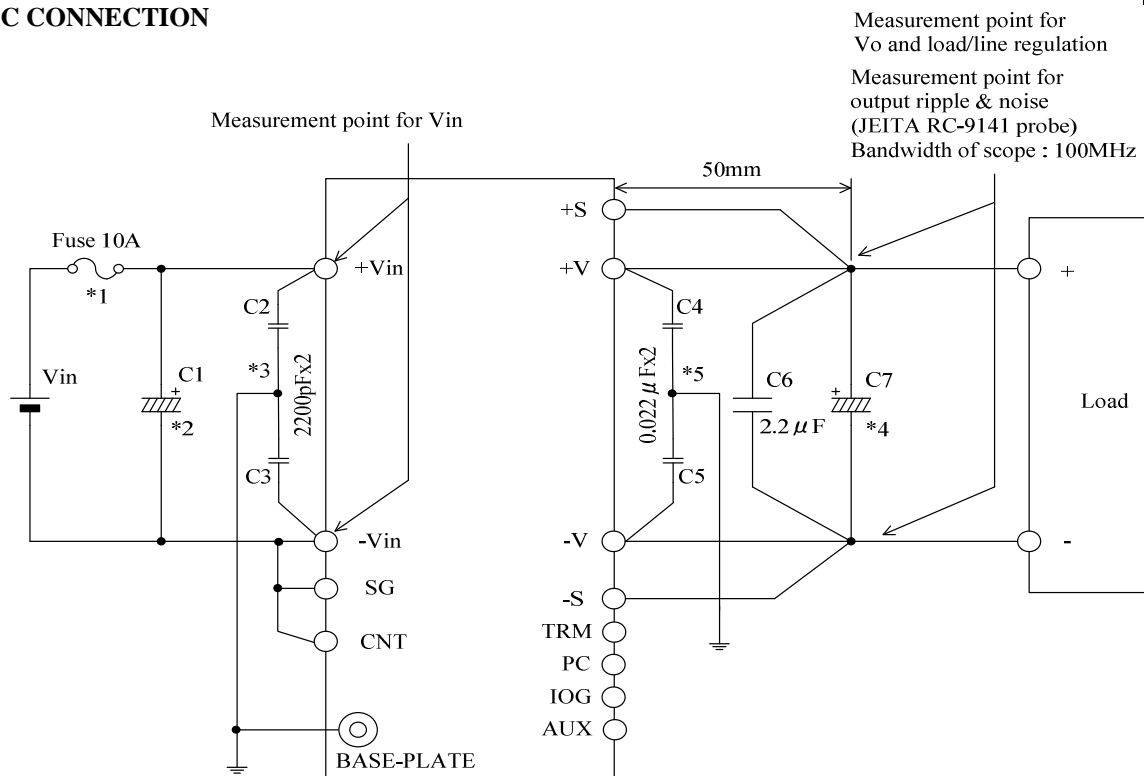 C CONNECTION
Measurement point for
Vo and load/line regulation
Measurement point for
output ripple & noise
(JEITA RC-9141 probe)
Bandwidth of scope : 100MHz
Measurement point for Vin
50mm
+S
Fuse 10A
*1
+Vin
+V
+
C2
C4
Vin
C1
+
*2
*3
2200pFx2
0.022μFx2
*5
C6
2.2μF
+
C7
*4
Load
C3
C5
-Vin
-V
-
SG
-S
CNT
TRM
PC
IOG
AUX
BASE-PLATE